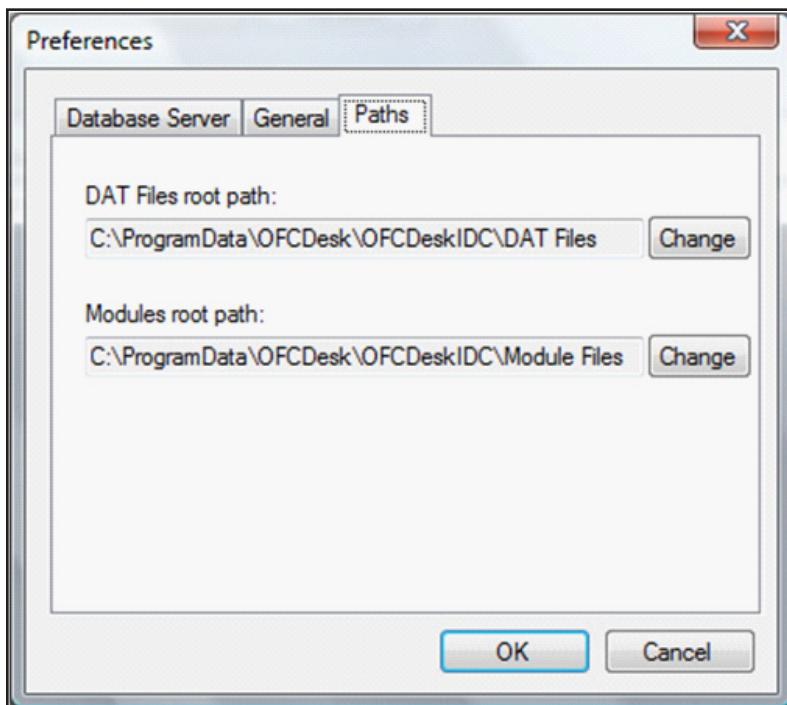 Preferences
Database Server General Paths
DAT Files root path:
C:\ProgramData\OFCDesk\OFCDeskIDC\DAT Files Change
Modules root path:
C:\ProgramData\OFCDesk\OFCDeskIDC\Module Files Change
OK Cancel